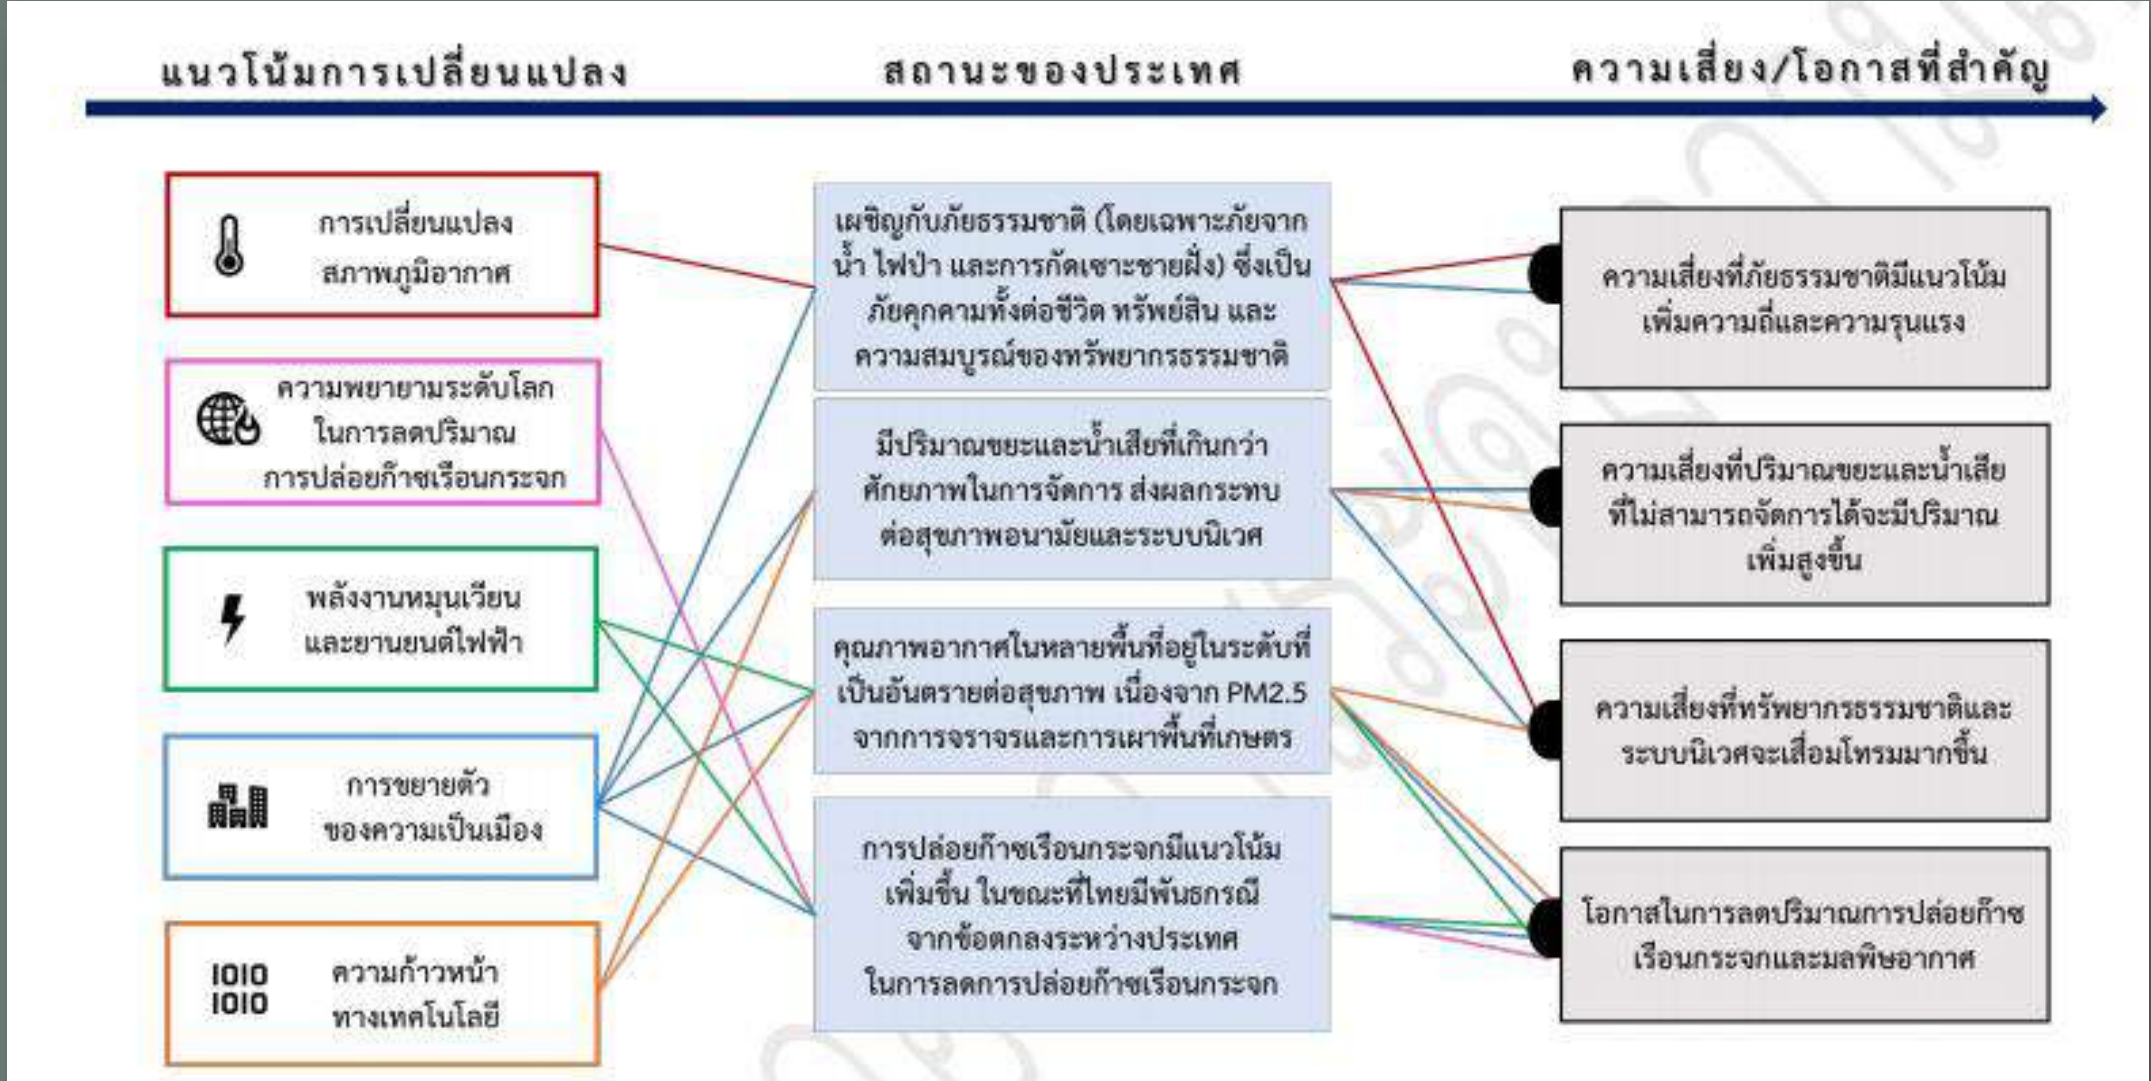 แนวโน้มการเปลี่ยนแปลง
สถานะของประเทศ
ความเสี่ยง/โอกาสที่สำคัญ
การเปลี่ยนแปลง
สภาพภูมิอากาศ
ความพยายามระดับโลก
ในการลดปริมาณ
การปล่อยก๊าซเรือนกระจก
พลังงานหมุนเวียน
และยานยนต์ไฟฟ้า
การขยายตัว
ของความเป็นเมือง
1010
1010
ความก้าวหน้า
ทางเทคโนโลยี
เผชิญกับภัยธรรมชาติ (โดยเฉพาะภัยจาก
น้ำ ไฟป่า และการกัดเซาะชายฝั่ง) ซึ่งเป็น
ภัยคุกคามทั้งต่อชีวิต ทรัพย์สิน และ
ความสมบูรณ์ของทรัพยากรธรรมชาติ
มีปริมาณขยะและน้ำเสียที่เกินกว่า
ศักยภาพในการจัดการ ส่งผลกระทบ
ต่อสุขภาพอนามัยและระบบนิเวศ
คุณภาพอากาศในหลายพื้นที่อยู่ในระดับที่
เป็นอันตรายต่อสุขภาพ เนื่องจาก PM2.5
จากการจราจรและการเผาพื้นที่เกษตร
การปล่อยก๊าซเรือนกระจกมีแนวโน้ม
เพิ่มขึ้น ในขณะที่ไทยมีพันธกรณี
จากข้อตกลงระหว่างประเทศ
ในการลดการปล่อยก๊าซเรือนกระจก
ความเสี่ยงที่ภัยธรรมชาติมีแนวโน้ม
เพิ่มความถี่และความรุนแรง
ความเสี่ยงที่ปริมาณขยะและน้ำเสีย
ที่ไม่สามารถจัดการได้จะมีปริมาณ
เพิ่มสูงขึ้น
ความเสี่ยงที่ทรัพยากรธรรมชาติและ
ระบบนิเวศจะเสื่อมโทรมมากขึ้น
โอกาสในการลดปริมาณการปล่อยก๊าซ
เรือนกระจกและมลพิษอากาศ